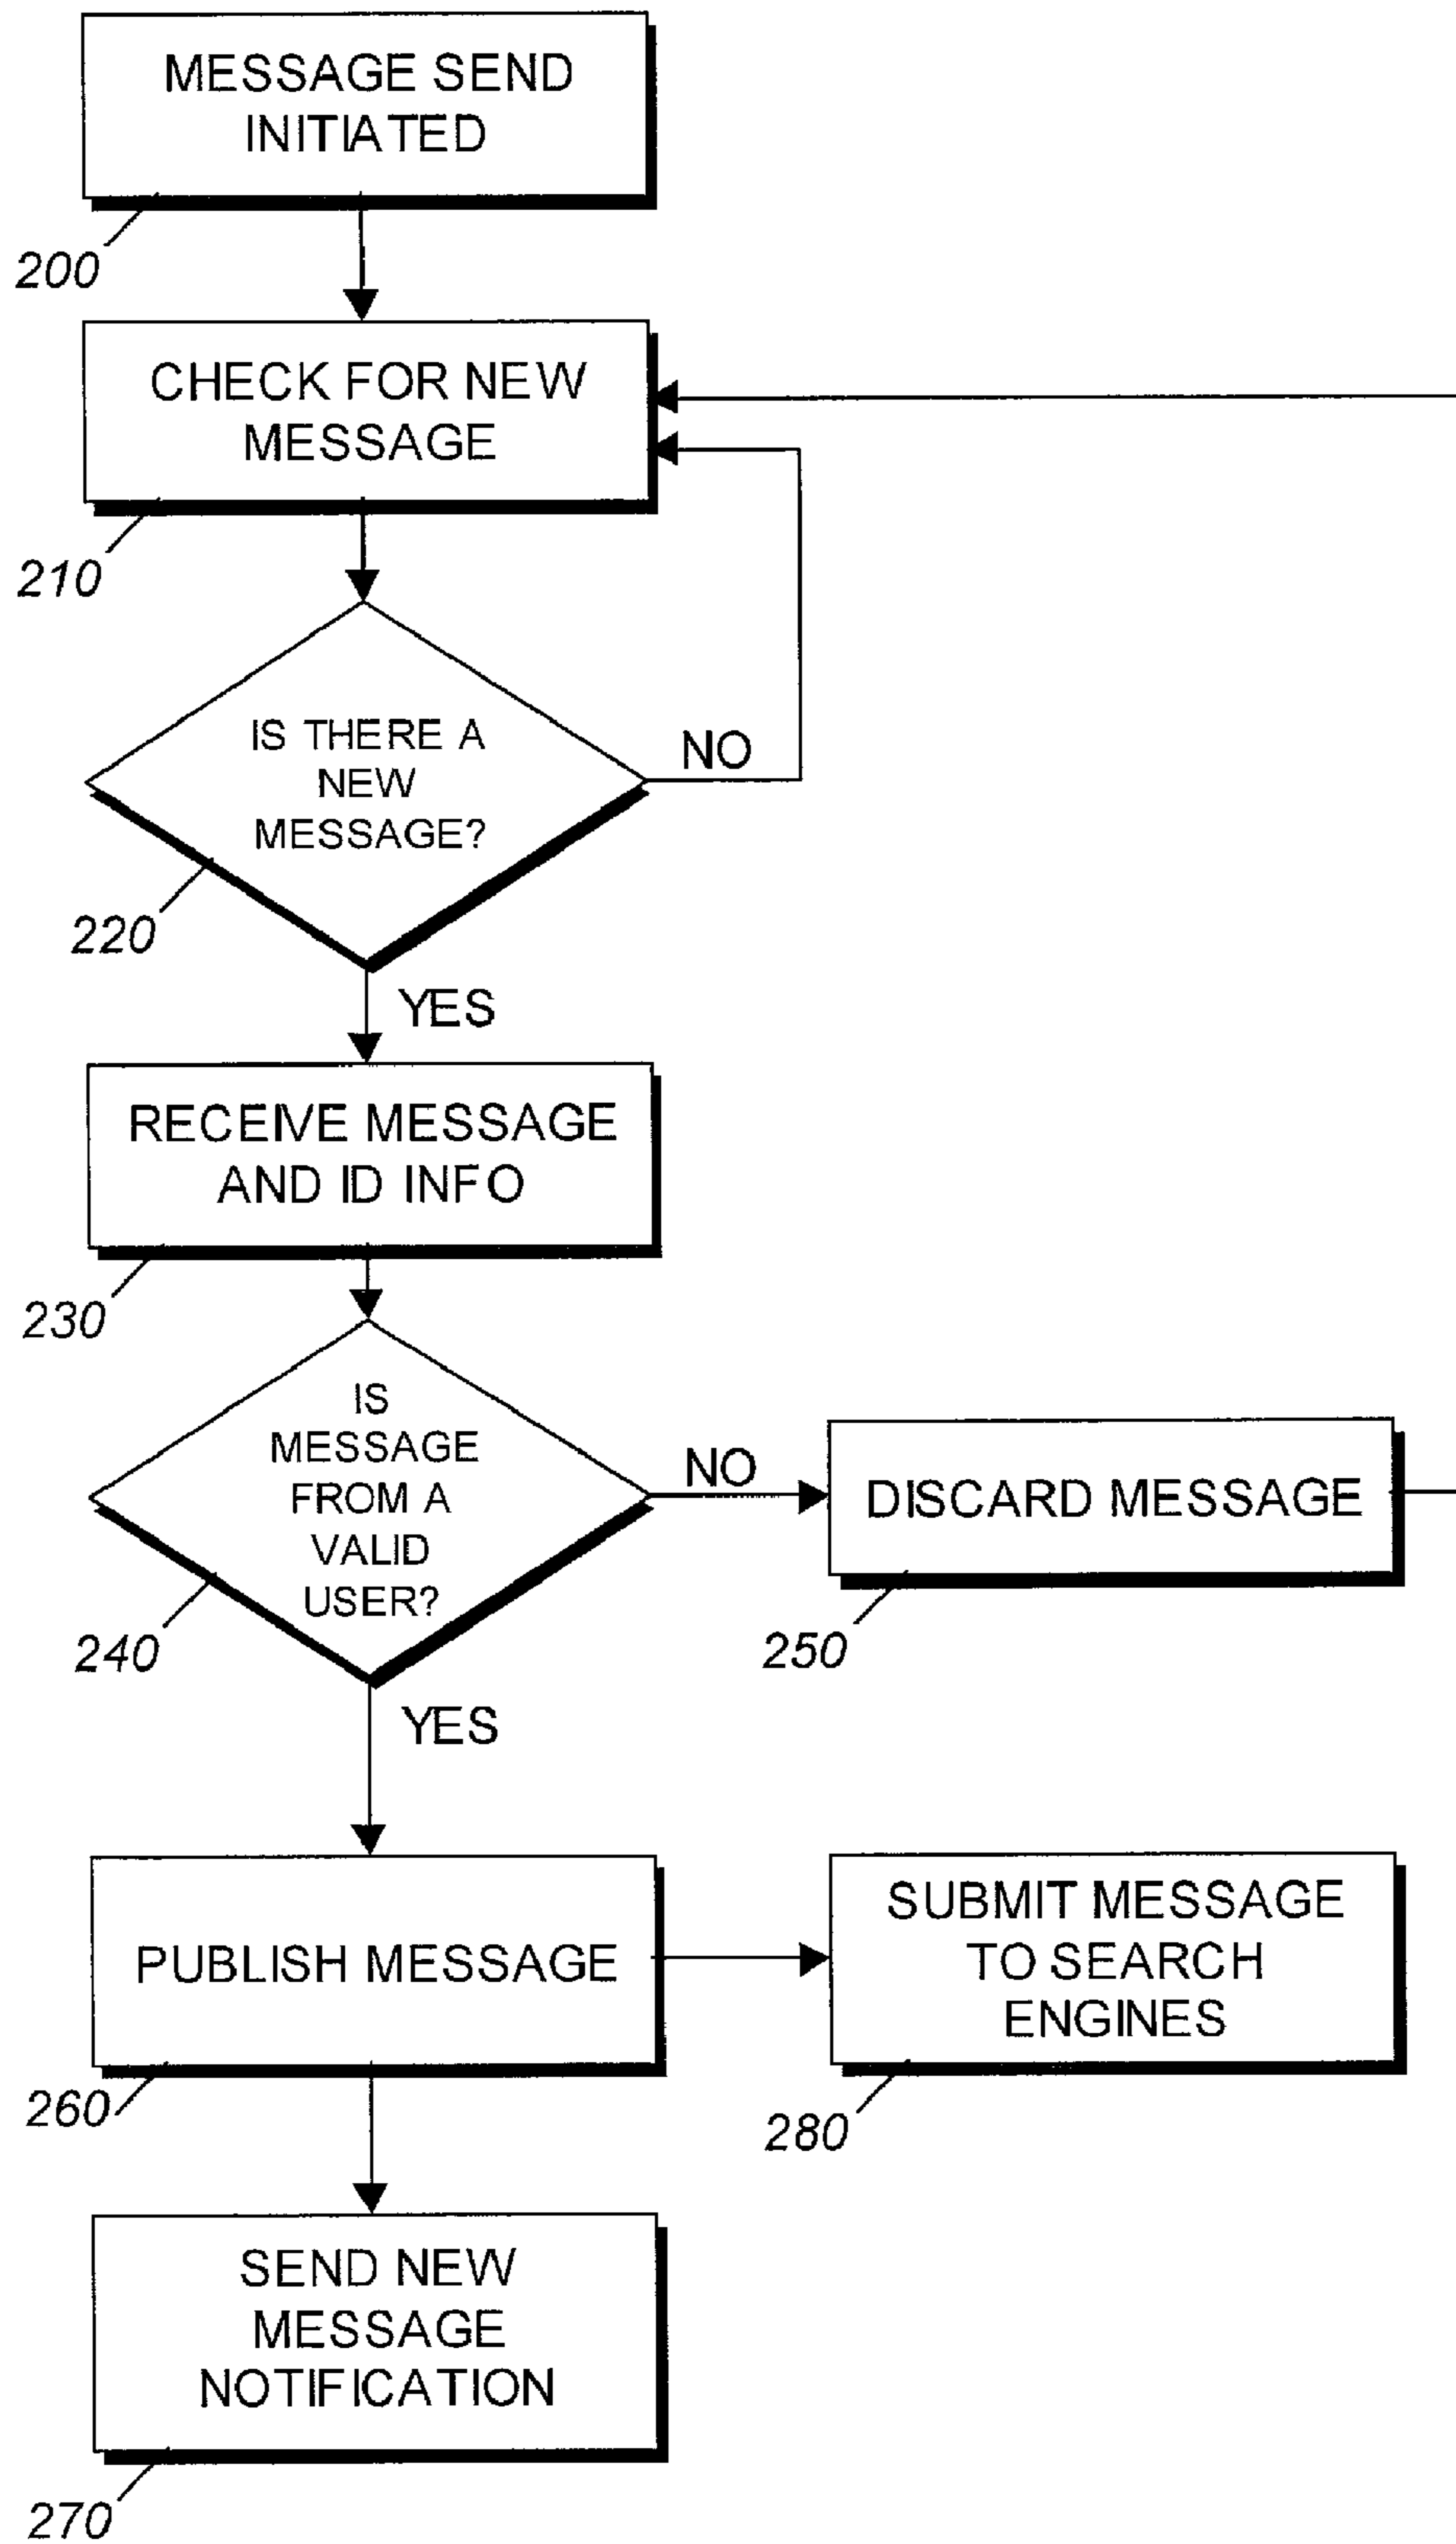 MESSAGE SEND
INITIATED
200
CHECK FOR NEW
MESSAGE
210
IS THERE A
NEW
MESSAGE?
NO
220
YES
RECEIVE MESSAGE
AND ID INFO
230
IS
MESSAGE
FROM A
VALID
USER?
NO
DISCARD MESSAGE
240
250
YES
PUBLISH MESSAGE
SUBMIT MESSAGE
TO SEARCH
ENGINES
260
280
SEND NEW
MESSAGE
NOTIFICATION
270